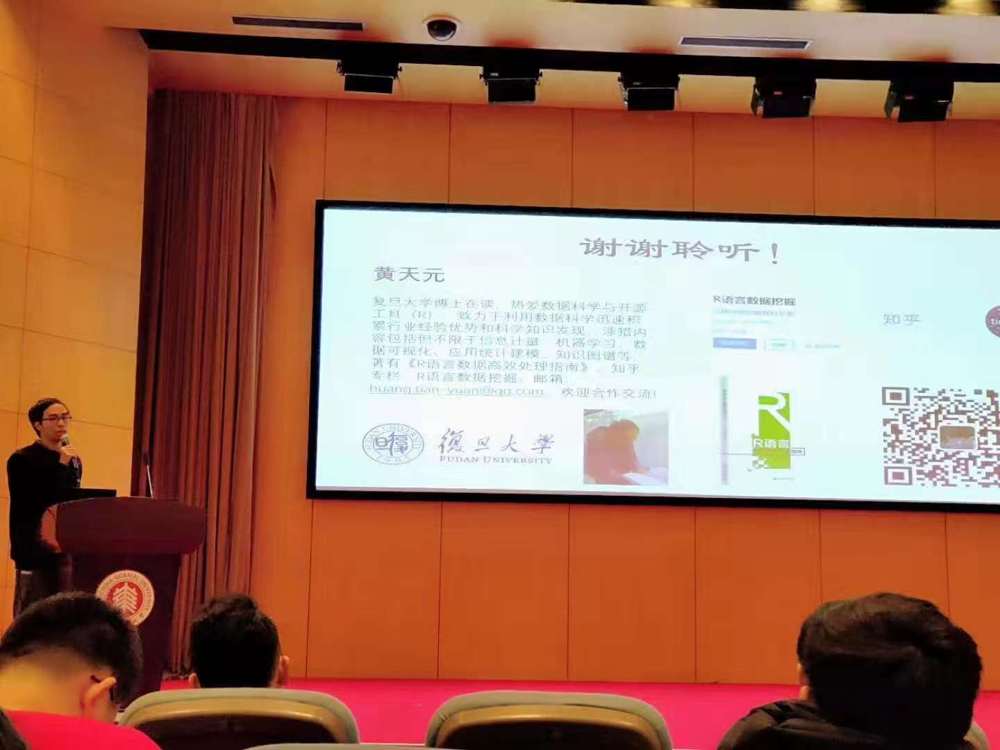 谢谢聆听！
黄天元
复旦大学博士在读，热爱数据科学与开源
工具（R），致力于利用数据科学迅速积
累行业经验优势和科学知识发现，涉猎内
容包括但不限于信息计量、机器学习、数
据可视化、应用统计建模、知识图谱等，
著有《R语言数据高效处理指南》，知乎
专栏：R语言数据挖掘。邮箱：
huang.tian-yuan@qq.com. 欢迎合作交流！
FUDAN UNIVERSITY
1905
復旦大學
FUDAN UNIVERSITY
R语言数据挖掘
R
R语言
知乎
CHINA NORMAL UNIVERSITY